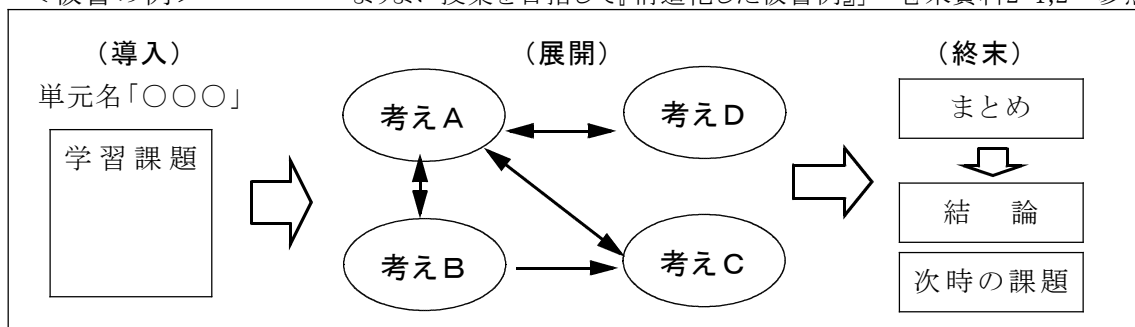 (導入)
単元名「○○○」
学習課題
(展開)
考えA
考えD
考えB
考えC
(終末)
まとめ
結 論
次時の課題